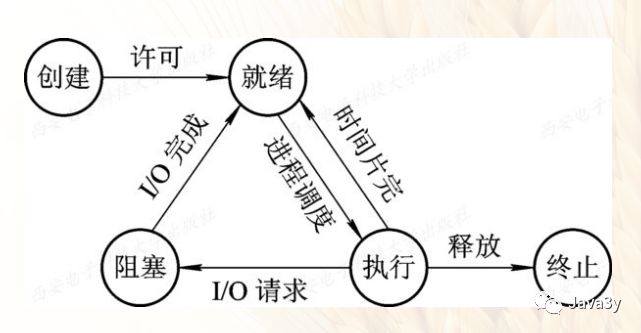 许可
创建
就绪
I/O 完成
进程调度
时间片完
阻塞
执行
释放
终止
I/O 请求
西安电子科技大学出版社
Java3y